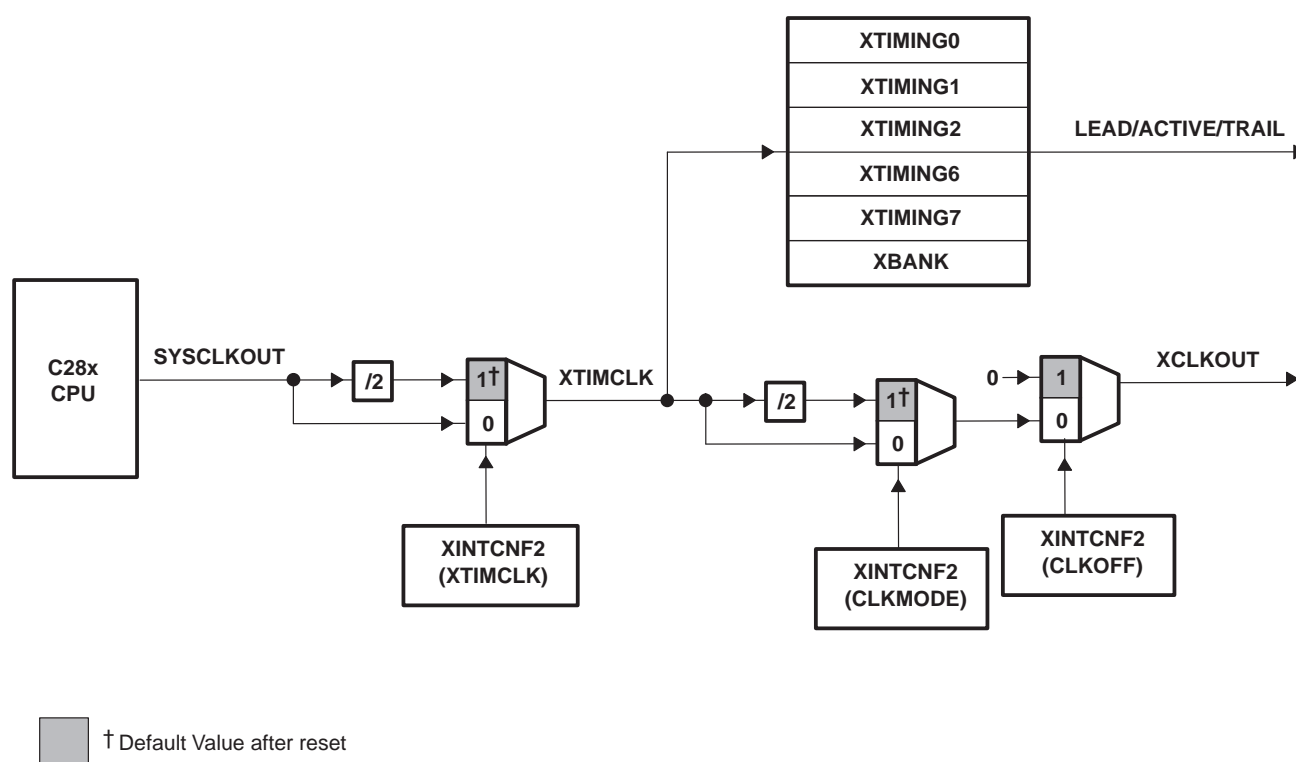 XTIMING0
XTIMING1
XTIMING2
LEAD/ACTIVE/TRAIL
XTIMING6
XTIMING7
XBANK
C28x
CPU
SYSCLKOUT
/2
1†
0
XTIMCLK
/2
1†
0
0
1
0
XCLKOUT
XINTCNF2
(XTIMCLK)
XINTCNF2
(CLKMODE)
XINTCNF2
(CLKOFF)
† Default Value after reset